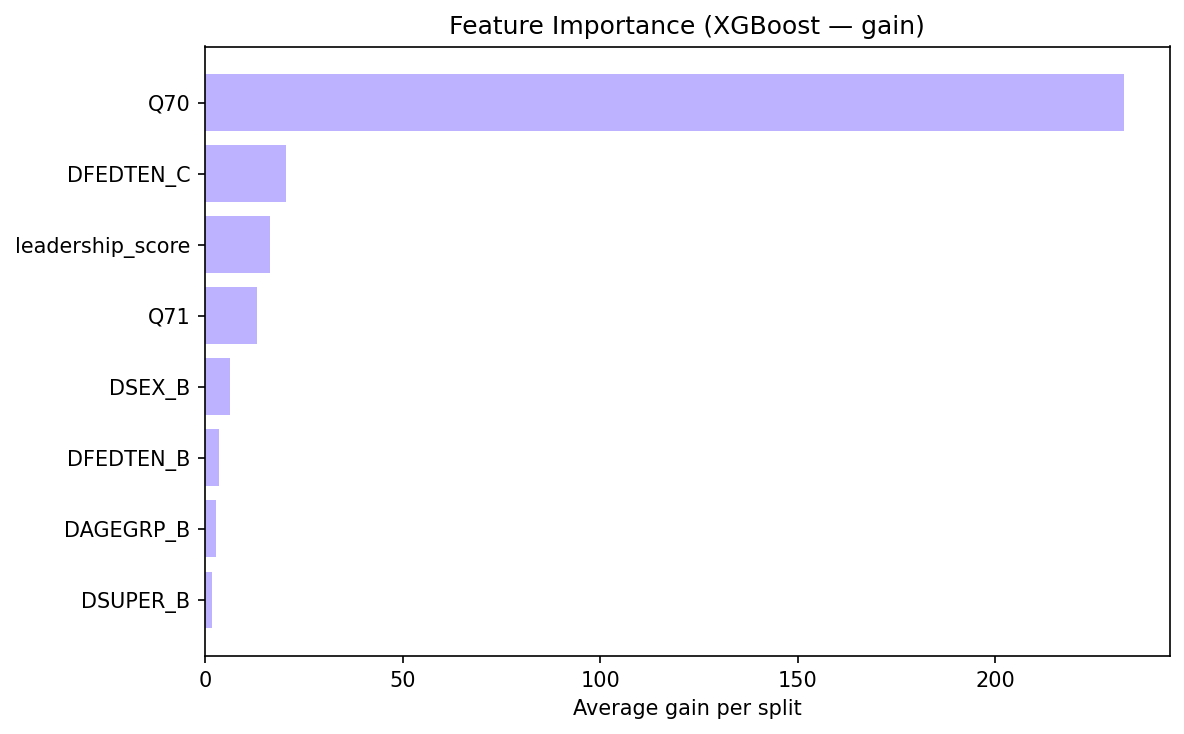 Feature Importance (XGBoost — gain)
Q70
DFEDTEN_C
leadership_score
Q71
DSEX_B
DFEDTEN_B
DAGEGRP_B
DSUPER_B
0 50 100 150 200
Average gain per split